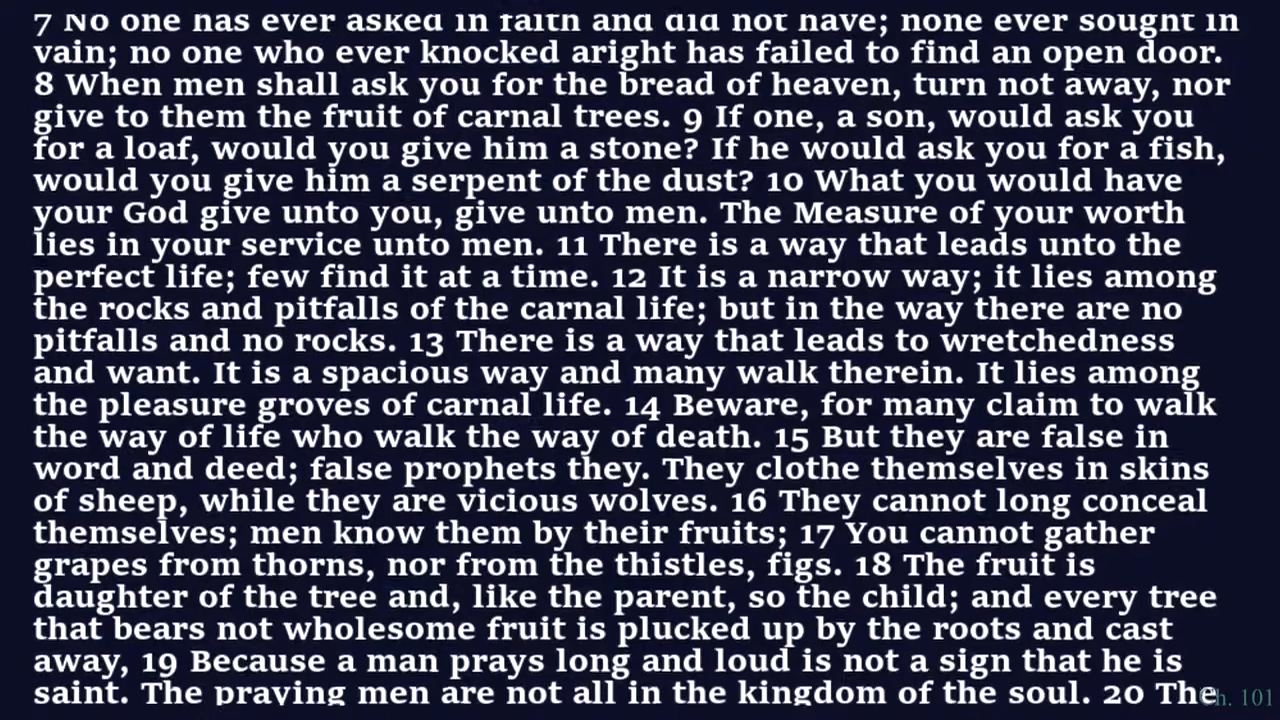 7 No one has ever asked in faith and did not have; none ever sought in
vain; no one who ever knocked aright has failed to find an open door.
8 When men shall ask you for the bread of heaven, turn not away, nor
give to them the fruit of carnal trees. 9 If one, a son, would ask you
for a loaf, would you give him a stone? If he would ask you for a fish,
would you give him a serpent of the dust? 10 What you would have
your God give unto you, give unto men. The Measure of your worth
lies in your service unto men. 11 There is a way that leads unto the
perfect life; few find it at a time. 12 It is a narrow way; it lies among
the rocks and pitfalls of the carnal life; but in the way there are no
pitfalls and no rocks. 13 There is a way that leads to wretchedness
and want. It is a spacious way and many walk therein. It lies among
the pleasure groves of carnal life. 14 Beware, for many claim to walk
the way of life who walk the way of death. 15 But they are false in
word and deed; false prophets they. They clothe themselves in skins
of sheep, while they are vicious wolves. 16 They cannot long conceal
themselves; men know them by their fruits; 17 You cannot gather
grapes from thorns, nor from the thistles, figs. 18 The fruit is
daughter of the tree and, like the parent, so the child; and every tree
that bears not wholesome fruit is plucked up by the roots and cast
away, 19 Because a man prays long and loud is not a sign that he is
saint. The praying men are not all in the kingdom of the soul. 20 The
Ch. 101